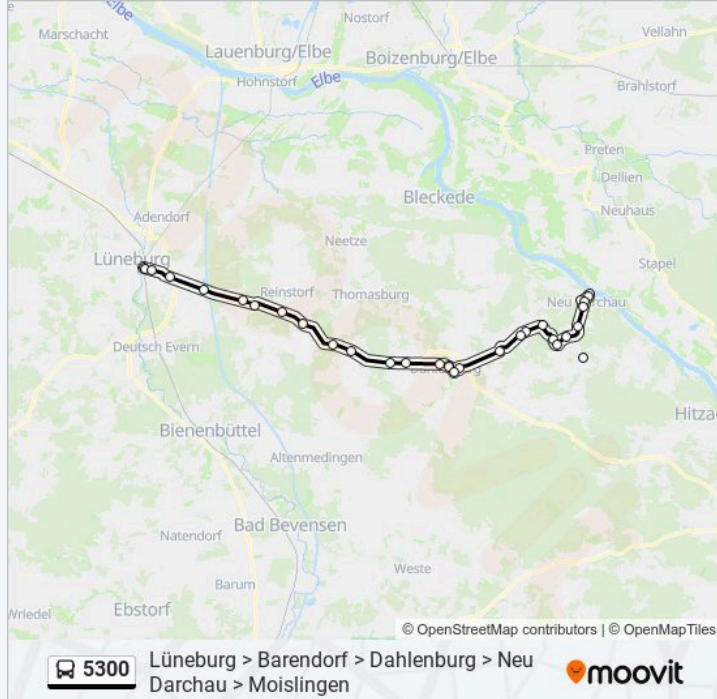 Elbe
Nostorf
Marschacht
Vellahn
Lauenburg/Elbe
Boizenburg/Elbe
Hohnstorf
Elbe
Brahlstorf
Preten
Dellien
Bleckede
Neuhaus
Adendorf
Neetze
Lüneburg
Stapel
Reinstorf
Thomasburg
Neu Darchau
Deutsch Evern
Dahlenburg
Hitzac
Bienenbüttel
Altenmedingen
Bad Bevensen
Natendorf
Weste
Barum
Wriedel
Ebstorf
© OpenStreetMap contributors | © OpenMapTiles
5300
Lüneburg > Barendorf > Dahlenburg > Neu
Darchau > Moislingen
moovit